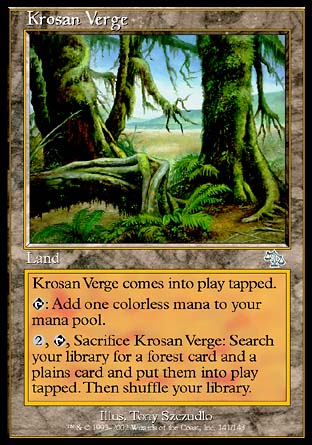 Krosan Verge
Land
Krosan Verge comes into play tapped.
: Add one colorless mana to your
mana pool.
2, , Sacrifice Krosan Verge: Search
your library for a forest card and a
plains card and put them into play
tapped. Then shuffle your library.
Illus. Tony Szczudlo
™ & © 1993-2002 Wizards of the Coast, Inc. 141/143